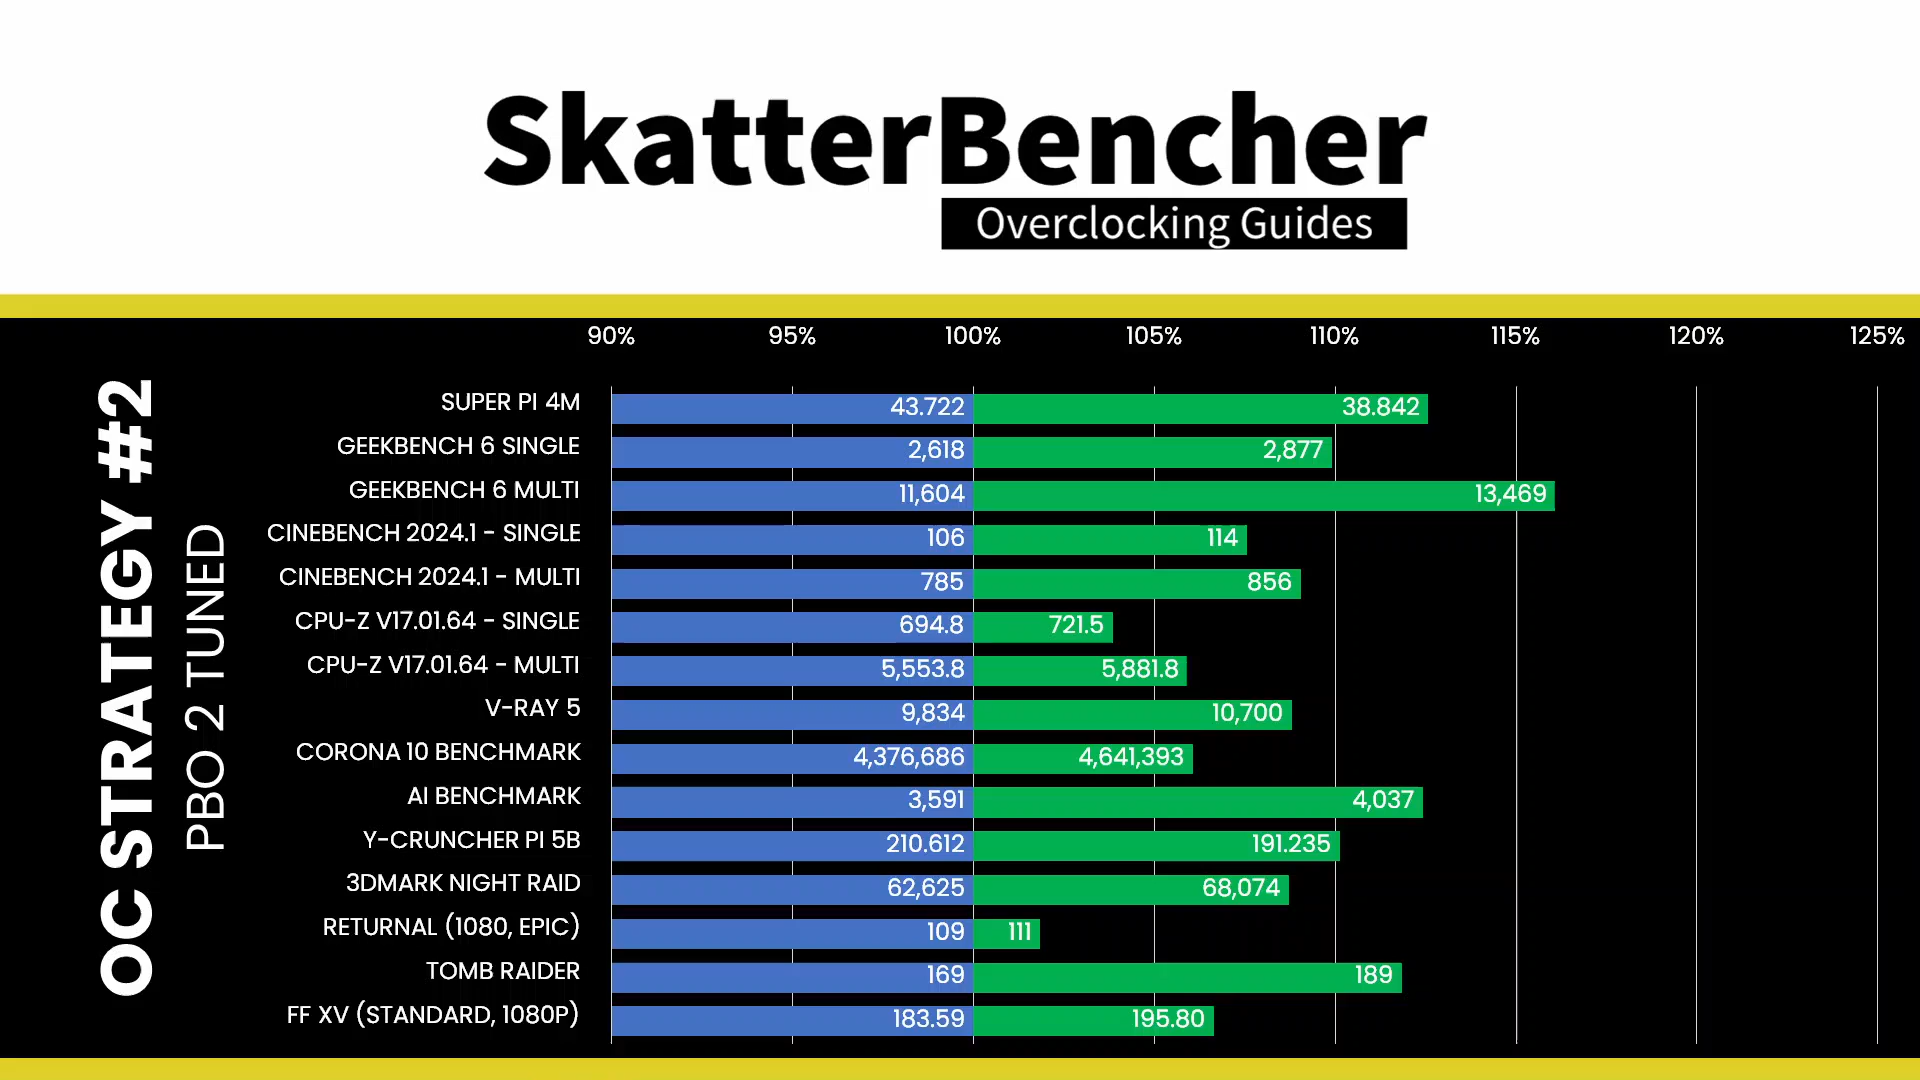 SkatterBencher
Overclocking Guides
90% 95% 100% 105% 110% 115% 120% 125%
OC STRATEGY #2
PBO 2 TUNED
SUPER PI 4M 43.722 38.842
GEEKBENCH 6 SINGLE 2,618 2,877
GEEKBENCH 6 MULTI 11,604 13,469
CINEBENCH 2024.1 - SINGLE 106 114
CINEBENCH 2024.1 - MULTI 785 856
CPU-Z V17.01.64 - SINGLE 694.8 721.5
CPU-Z V17.01.64 - MULTI 5,553.8 5,881.8
V-RAY 5 9,834 10,700
CORONA 10 BENCHMARK 4,376,686 4,641,393
AI BENCHMARK 3,591 4,037
Y-CRUNCHER PI 5B 210.612 191.235
3DMARK NIGHT RAID 62,625 68,074
RETURNAL (1080, EPIC) 109 111
TOMB RAIDER 169 189
FF XV (STANDARD, 1080P) 183.59 195.80